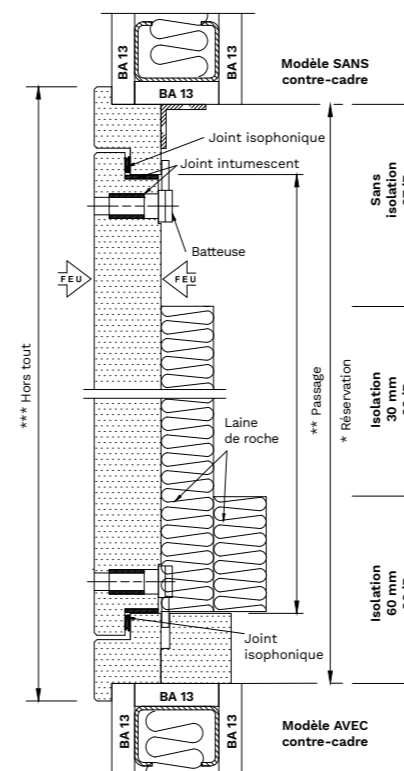 BA 13
BA 13
Modèle SANS
contre-cadre
BA 13
Joint isophonique
Joint intumescent
Sans
isolation
Batteuse
FEU
FEU
*** Hors tout
** Passage
* Réservation
Isolation
30 mm
Laine
de roche
Isolation
60 mm
Joint
isophonique
BA 13
BA 13
BA 13
Modèle AVEC
contre-cadre